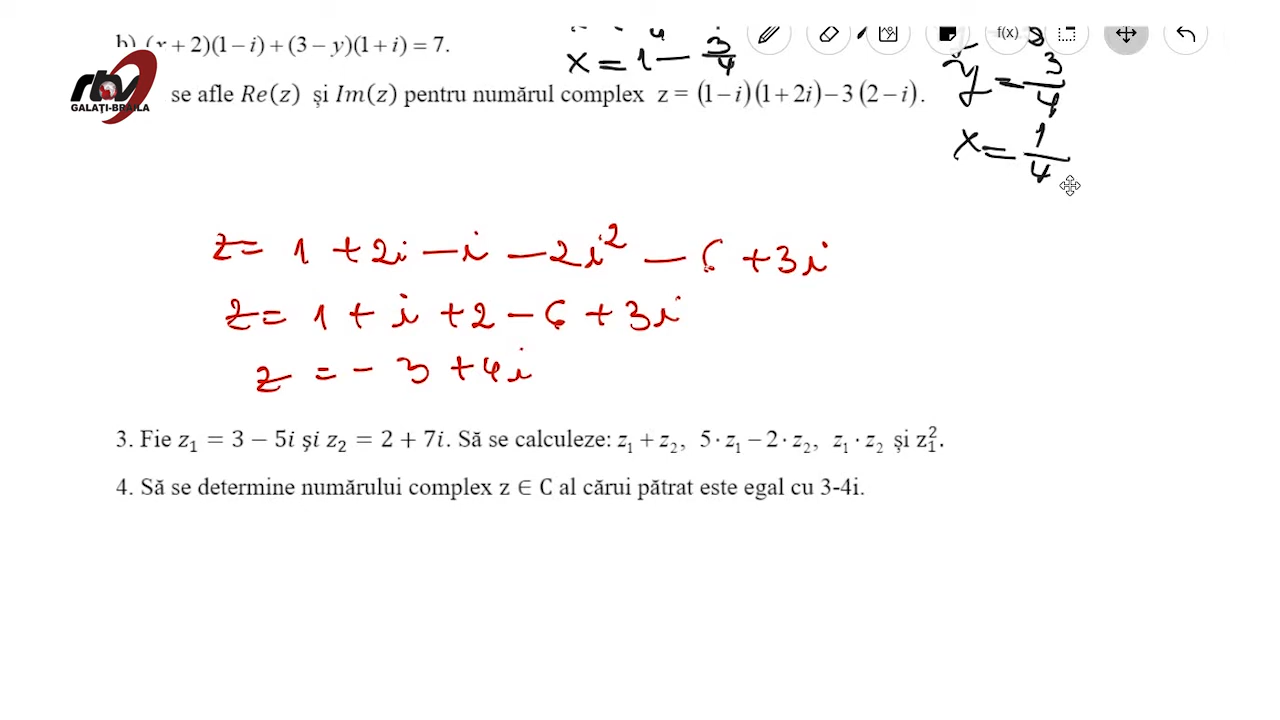 b) (x + 2)(1 − i) + (3 − y)(1 + i) = 7.
x = 1 − 3/4
f(x)
y = 3/4
rtv
GALAȚI-BRĂILA
se afle Re(z) și Im(z) pentru numărul complex z = (1 − i)(1 + 2i) − 3(2 − i).
x = 1/4
z = 1 + 2i − i − 2i² − 6 + 3i
z = 1 + i + 2 − 6 + 3i
z = − 3 + 4i
3. Fie z₁ = 3 − 5i și z₂ = 2 + 7i. Să se calculeze: z₁ + z₂, 5·z₁ − 2·z₂, z₁·z₂ și z₁².
4. Să se determine numărului complex z ∈ C al cărui pătrat este egal cu 3-4i.